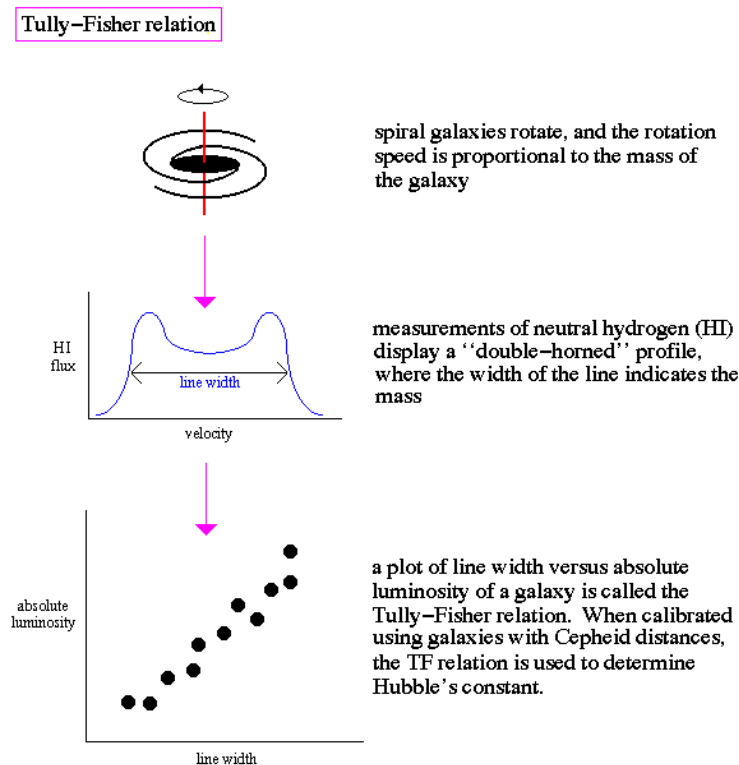 Tully−Fisher relation
spiral galaxies rotate, and the rotation
speed is proportional to the mass of
the galaxy
HI
flux
line width
velocity
measurements of neutral hydrogen (HI)
display a ‘‘double−horned’’ profile,
where the width of the line indicates the
mass
absolute
luminosity
line width
a plot of line width versus absolute
luminosity of a galaxy is called the
Tully−Fisher relation. When calibrated
using galaxies with Cepheid distances,
the TF relation is used to determine
Hubble’s constant.